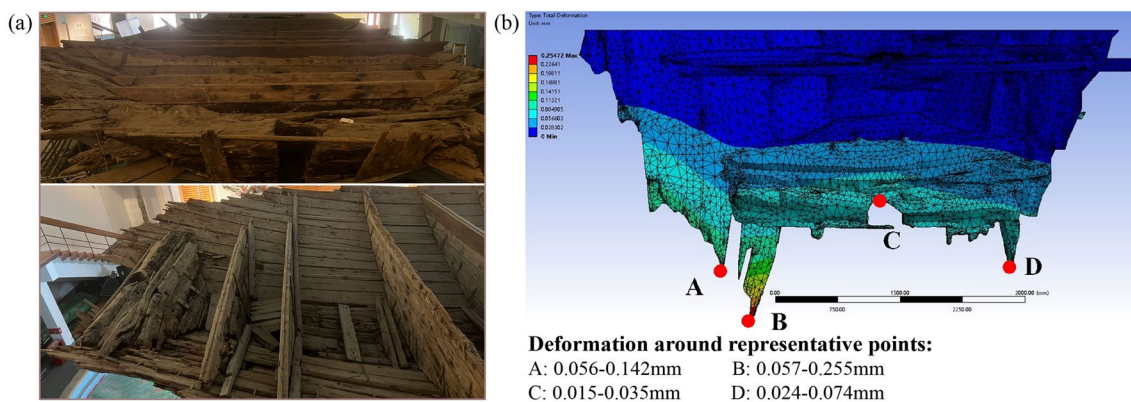 (a)
(b)
Type: Total Deformation
Unit: mm
0.25472 Max
0.22641
0.19811
0.16981
0.14151
0.11321
0.084905
0.056603
0.028302
0 Min
A
B
C
D
0.00
1500.00
3000.00 (mm)
750.00
2250.00
Deformation around representative points:
A: 0.056-0.142mm B: 0.057-0.255mm
C: 0.015-0.035mm D: 0.024-0.074mm